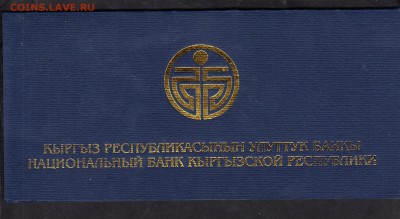 COINS.LAVE.RU
КЫРГЫЗ РЕСПУБЛИКАСЫНЫН УЛУТТУК БАНКЫ
НАЦИОНАЛЬНЫЙ БАНК КЫРГЫЗСКОЙ РЕСПУБЛИКИ